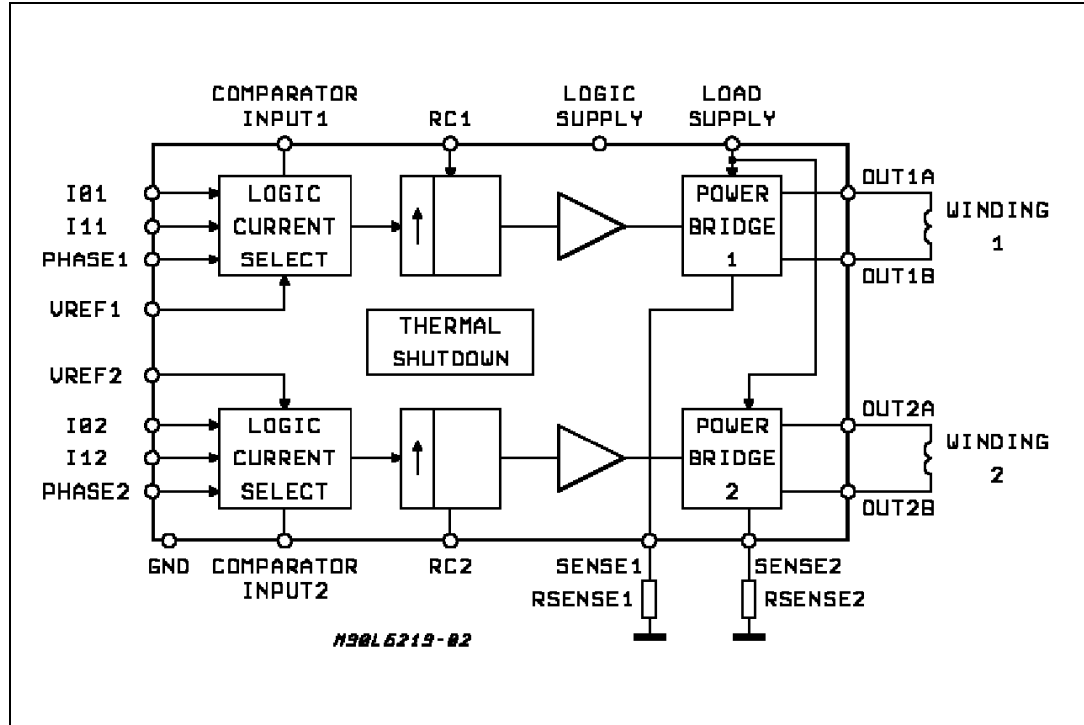 COMPARATOR
INPUT1
RC1
LOGIC
SUPPLY
LOAD
SUPPLY
I01
I11
PHASE1
VREF1
LOGIC
CURRENT
SELECT
POWER
BRIDGE
1
OUT1A
OUT1B
WINDING
1
THERMAL
SHUTDOWN
VREF2
I02
I12
PHASE2
LOGIC
CURRENT
SELECT
POWER
BRIDGE
2
OUT2A
OUT2B
WINDING
2
GND
COMPARATOR
INPUT2
RC2
SENSE1
RSENSE1
SENSE2
RSENSE2
M90L6219-02